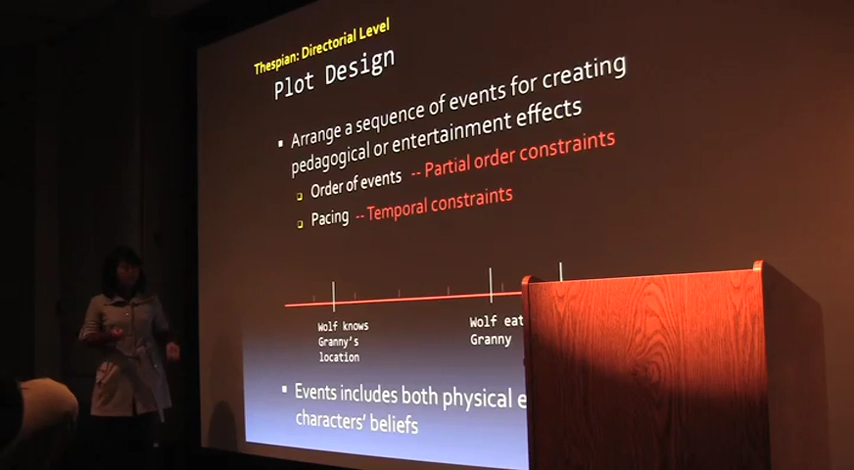 Thespian: Directorial Level
Plot Design
Arrange a sequence of events for creating
pedagogical or entertainment effects
Order of events -- Partial order constraints
Pacing -- Temporal constraints
Wolf knows
Granny's
location
Wolf eat
Granny
Events includes both physical e
characters' beliefs